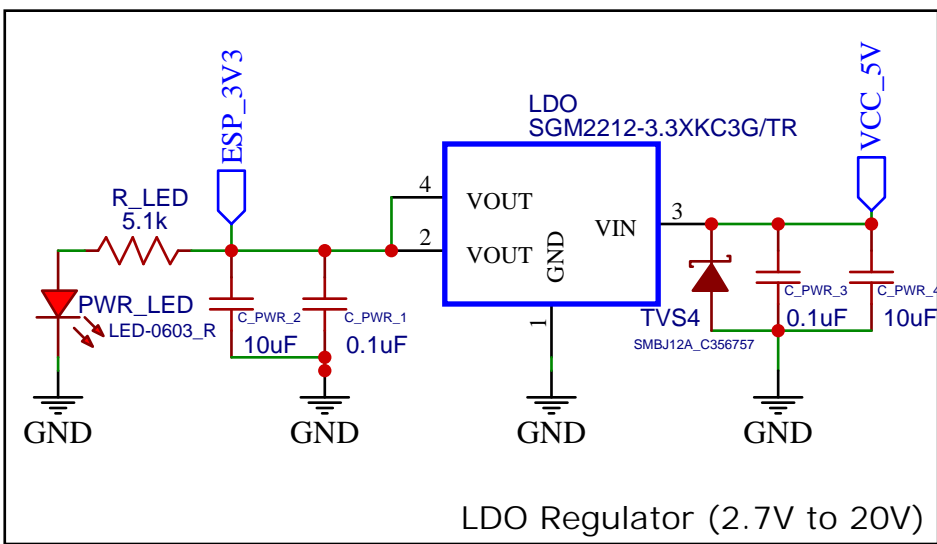 ESP_3V3
VCC_5V
LDO
SGM2212-3.3XKC3G/TR
R_LED
5.1k
4
VOUT
2
VOUT
GND
VIN
3
1
PWR_LED
LED-0603_R
C_PWR_2
10uF
C_PWR_1
0.1uF
TVS4
SMBJ12A_C356757
C_PWR_3
0.1uF
C_PWR_4
10uF
GND
GND
GND
GND
LDO Regulator (2.7V to 20V)